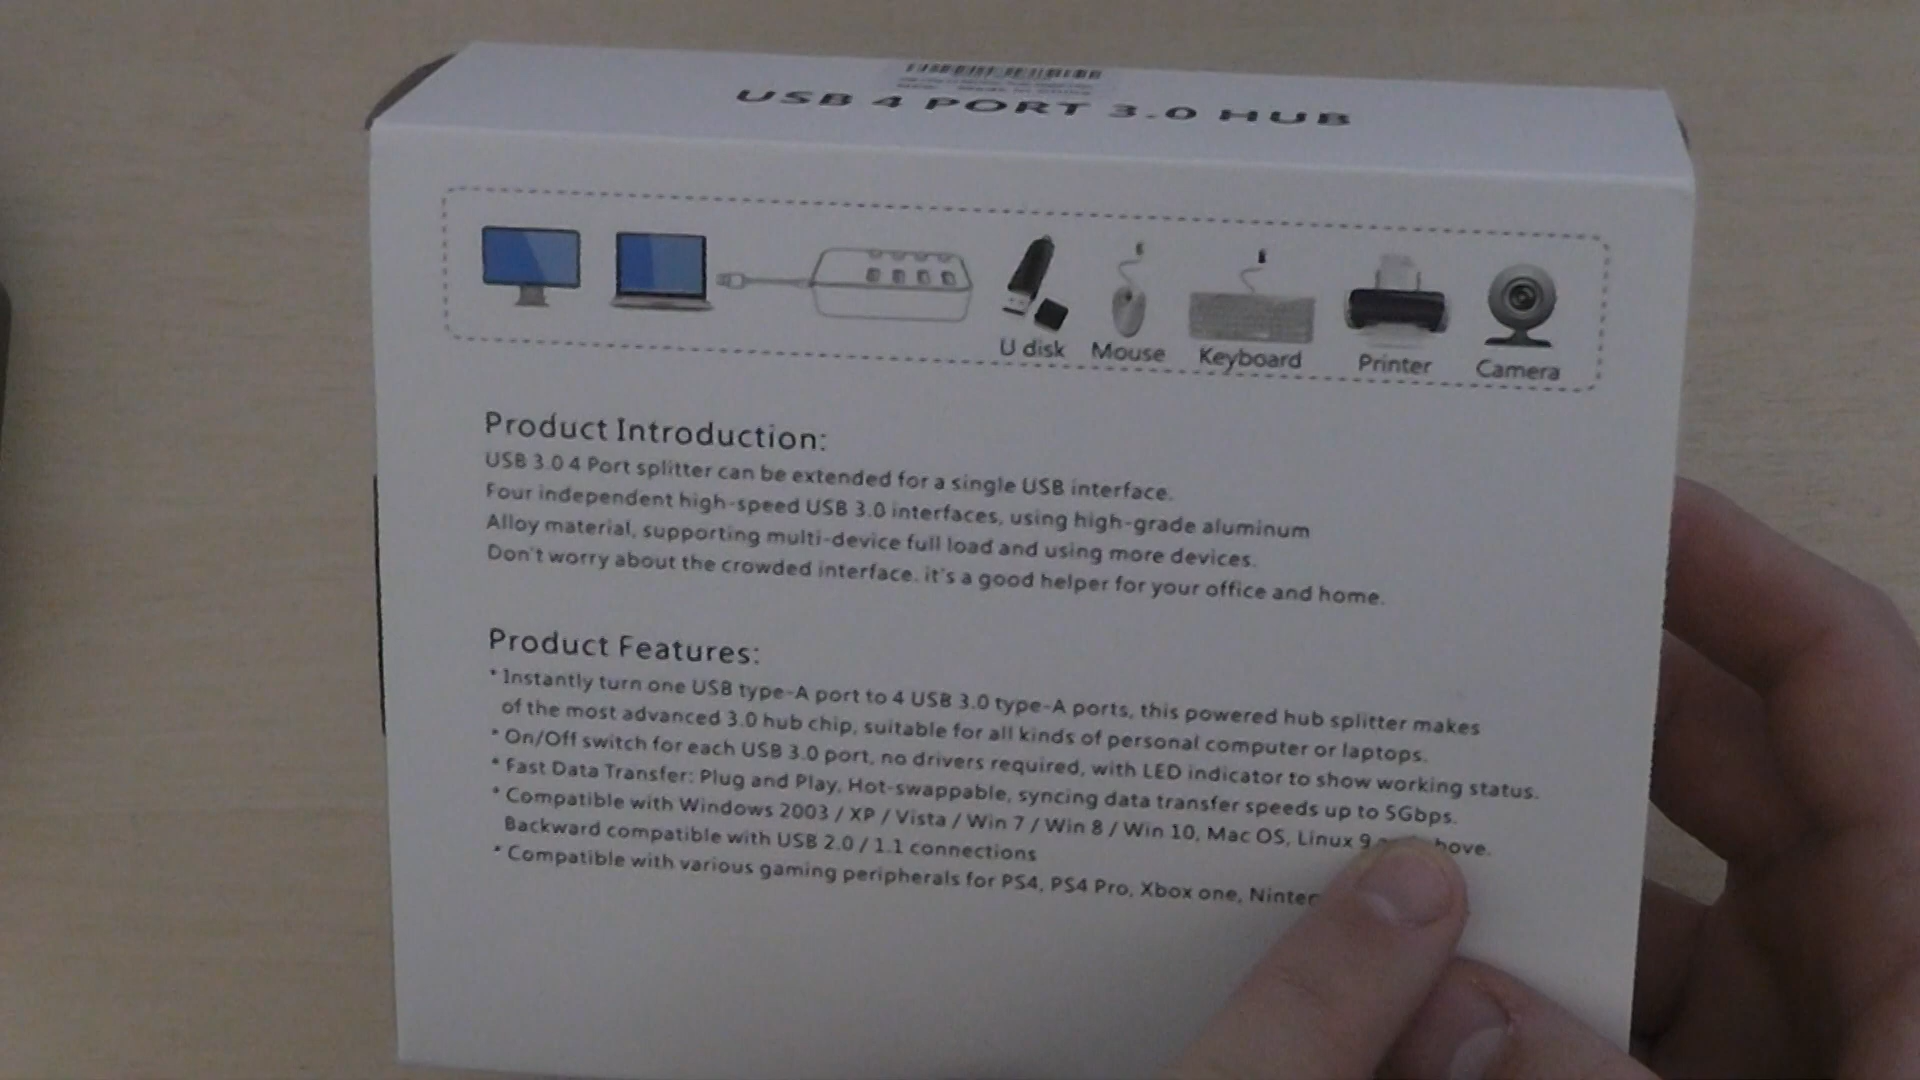 USB 4 PORT 3.0 HUB
U disk Mouse Keyboard Printer Camera
Product Introduction:
USB 3.0 4 Port splitter can be extended for a single USB interface.
Four independent high-speed USB 3.0 interfaces, using high-grade aluminum
Alloy material, supporting multi-device full load and using more devices.
Don't worry about the crowded interface. it's a good helper for your office and home.
Product Features:
* Instantly turn one USB type-A port to 4 USB 3.0 type-A ports, this powered hub splitter makes
of the most advanced 3.0 hub chip, suitable for all kinds of personal computer or laptops.
* On/Off switch for each USB 3.0 port, no drivers required, with LED indicator to show working status.
* Fast Data Transfer: Plug and Play, Hot-swappable, syncing data transfer speeds up to 5Gbps.
* Compatible with Windows 2003 / XP / Vista / Win 7 / Win 8 / Win 10, Mac OS, Linux 9
Backward compatible with USB 2.0 / 1.1 connections
* Compatible with various gaming peripherals for PS4, PS4 Pro, Xbox one,